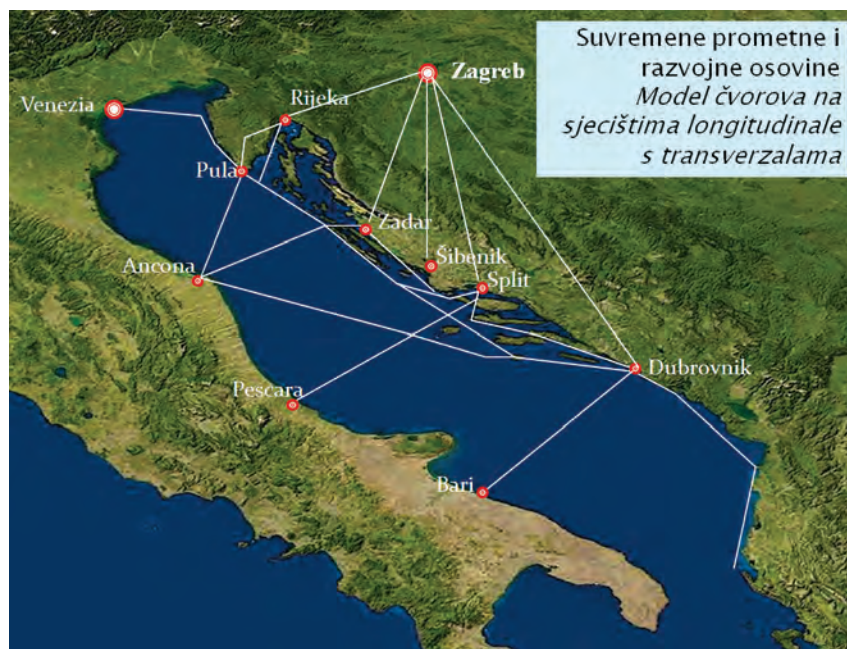 Suvremene prometne i
razvojne osovine
Model čvorova na
sjecištima longitudinale
s transverzalama
Zagreb
Venezia
Rijeka
Pula
Zadar
Ancona
Šibenik
Split
Dubrovnik
Pescara
Bari